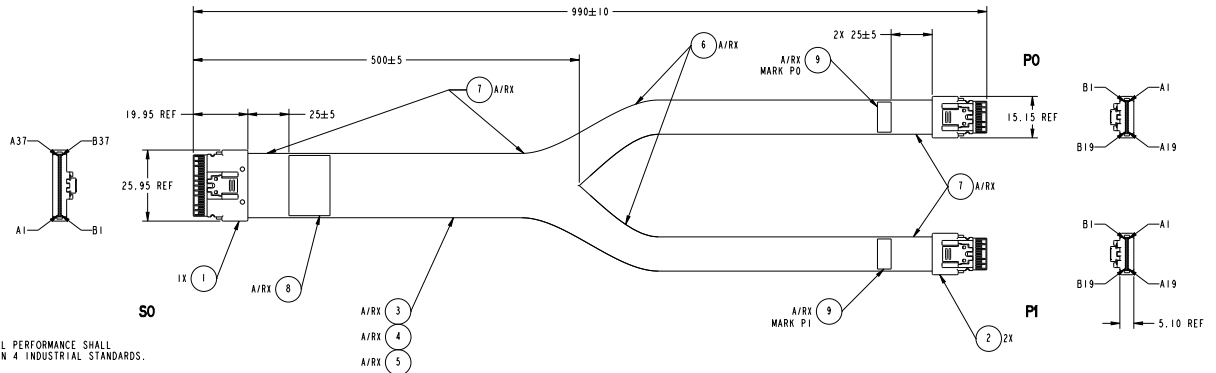 990±10
2X 25±5
6 A/RX
A/RX 9
MARK P0
P0
500±5
7 A/RX
B1 A1
19.95 REF
25±5
15.15 REF
A37 B37
B19 A19
25.95 REF
7 A/RX
B1 A1
A1 B1
1X 1
A/RX 8
B19 A19
S0
A/RX 3
A/RX 9
MARK P1
P1
5.10 REF
A/RX 4
2 2X
A/RX 5
L PERFORMANCE SHALL
N 4 INDUSTRIAL STANDARDS.